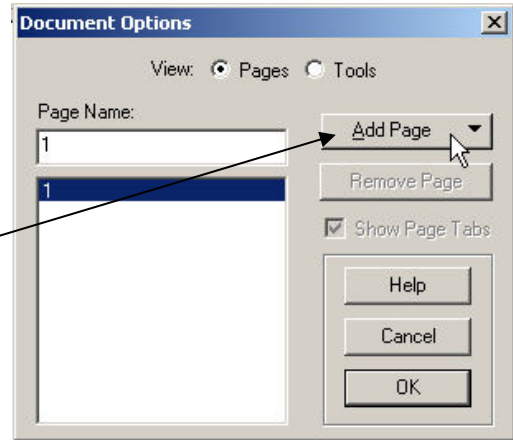 Document Options
View: Pages Tools
Page Name:
1
1
Add Page
Remove Page
Show Page Tabs
Help
Cancel
OK